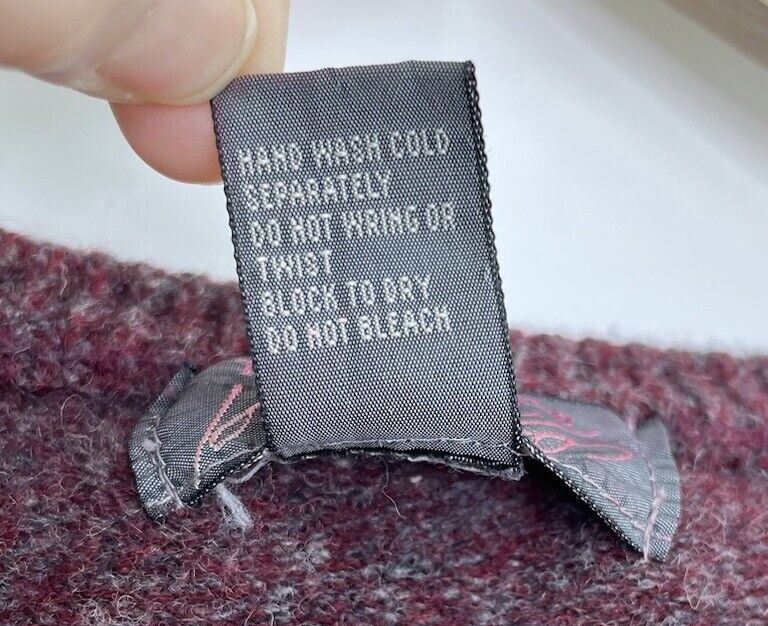 HAND WASH COLD
SEPARATELY
DO NOT WRING OR
TWIST
BLOCK TO DRY
DO NOT BLEACH